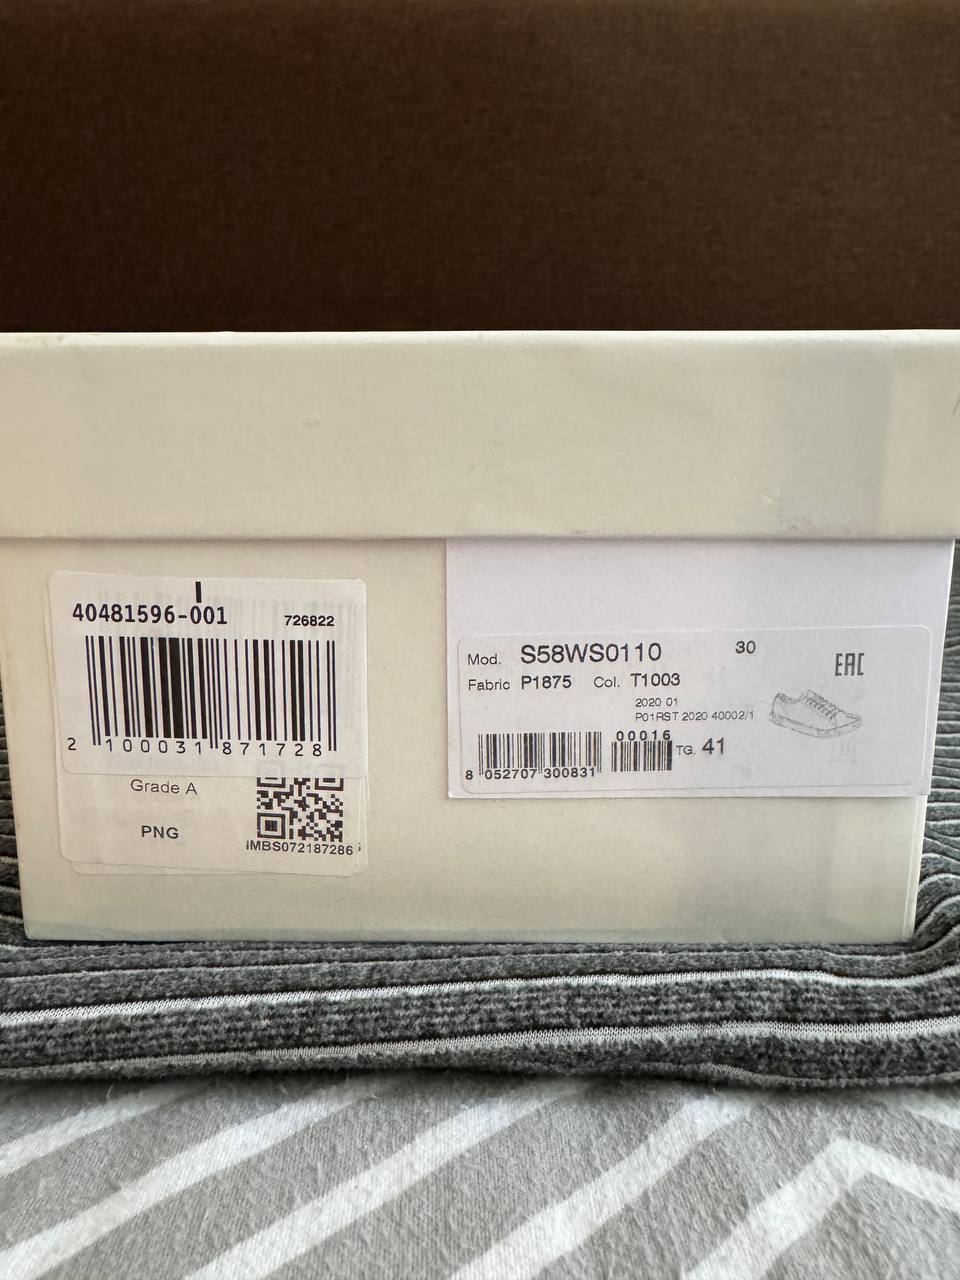 40481596-001
726822
2 100031 871728
Grade A
PNG
IMBS072187286
Mod. S58WS0110 30
EAC
Fabric P1875 Col. T1003
2020 01
P01RST 2020 40002/1
00016
TG. 41
8 052707 300831